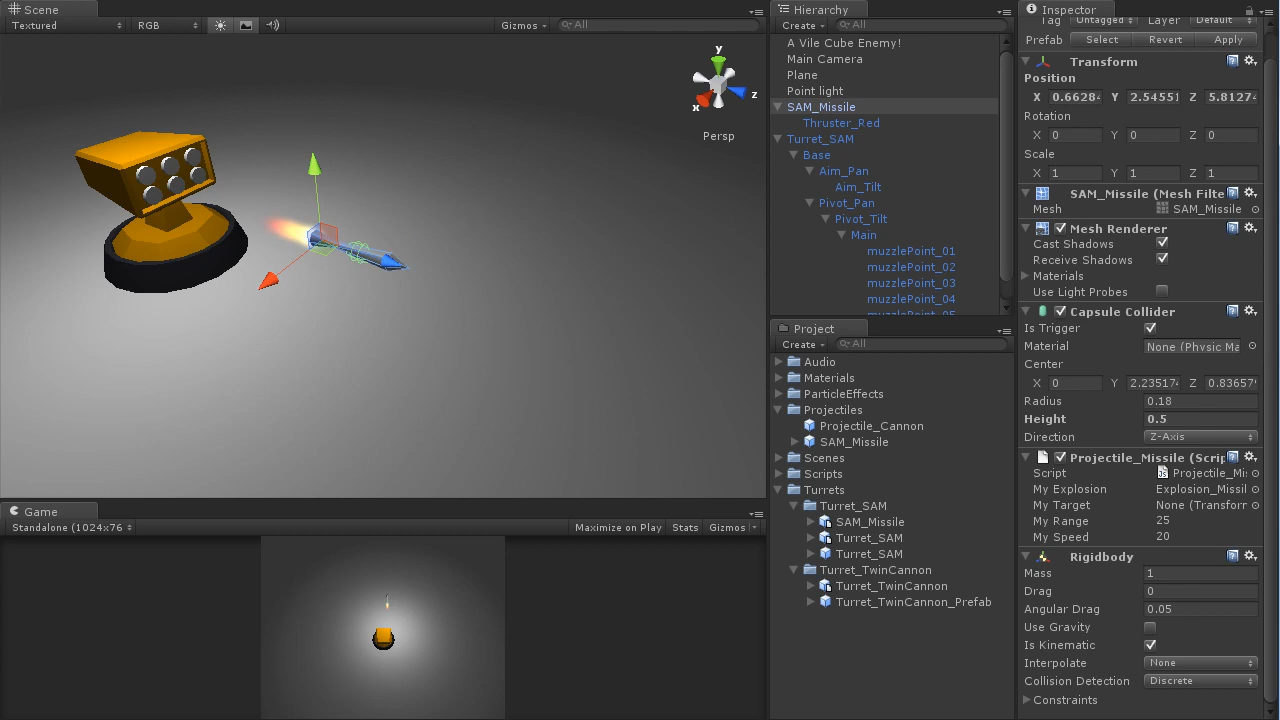 Scene
Textured
RGB
Gizmos
All
y
z
x
Persp
Game
Standalone (1024x76
Maximize on Play
Stats
Gizmos
Hierarchy
Create
All
A Vile Cube Enemy!
Main Camera
Plane
Point light
SAM_Missile
Thruster_Red
Turret_SAM
Base
Aim_Pan
Aim_Tilt
Pivot_Pan
Pivot_Tilt
Main
muzzlePoint_01
muzzlePoint_02
muzzlePoint_03
muzzlePoint_04
Project
Create
All
Audio
Materials
ParticleEffects
Projectiles
Projectile_Cannon
SAM_Missile
Scenes
Scripts
Turrets
Turret_SAM
SAM_Missile
Turret_SAM
Turret_SAM
Turret_TwinCannon
Turret_TwinCannon
Turret_TwinCannon_Prefab
Inspector
Tag Untagged Layer Default
Prefab Select Revert Apply
Transform
Position
X 0.6628 Y 2.5455 Z 5.8127
Rotation
X 0 Y 0 Z 0
Scale
X 1 Y 1 Z 1
SAM_Missile (Mesh Filte
Mesh SAM_Missile
Mesh Renderer
Cast Shadows
Receive Shadows
Materials
Use Light Probes
Capsule Collider
Is Trigger
Material None (Physic Ma
Center
X 0 Y 2.23517 Z 0.83657
Radius 0.18
Height 0.5
Direction Z-Axis
Projectile_Missile (Scrip
Script Projectile_Mis
My Explosion Explosion_Missil
My Target None (Transforr
My Range 25
My Speed 20
Rigidbody
Mass 1
Drag 0
Angular Drag 0.05
Use Gravity
Is Kinematic
Interpolate None
Collision Detection Discrete
Constraints